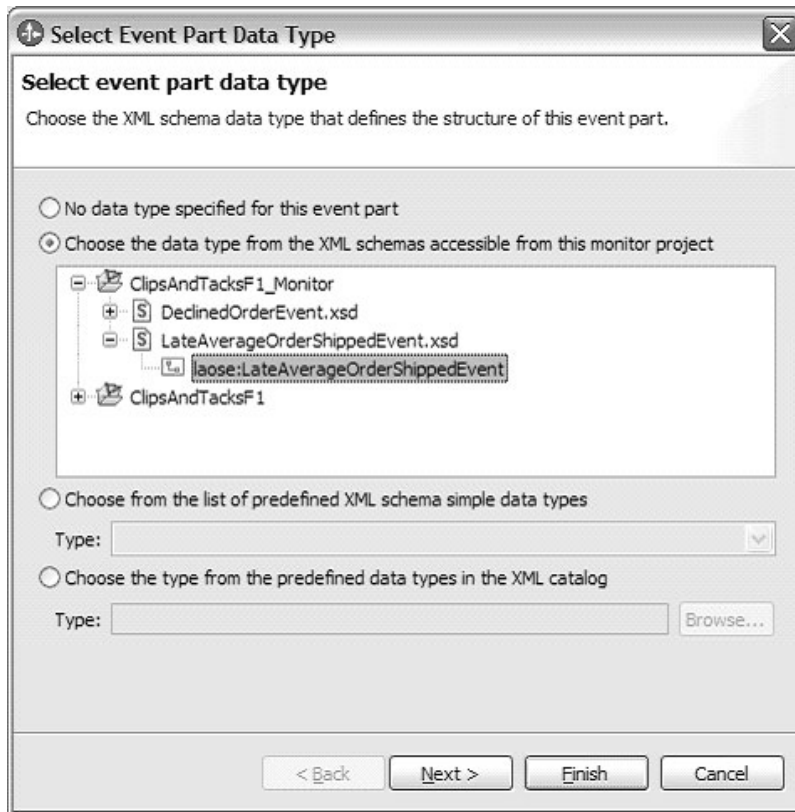 Select Event Part Data Type
Select event part data type
Choose the XML schema data type that defines the structure of this event part.
No data type specified for this event part
Choose the data type from the XML schemas accessible from this monitor project
ClipsAndTacksF1_Monitor
DeclinedOrderEvent.xsd
LateAverageOrderShippedEvent.xsd
laose:LateAverageOrderShippedEvent
ClipsAndTacksF1
Choose from the list of predefined XML schema simple data types
Type:
Choose the type from the predefined data types in the XML catalog
Type: Browse...
< Back Next > Finish Cancel